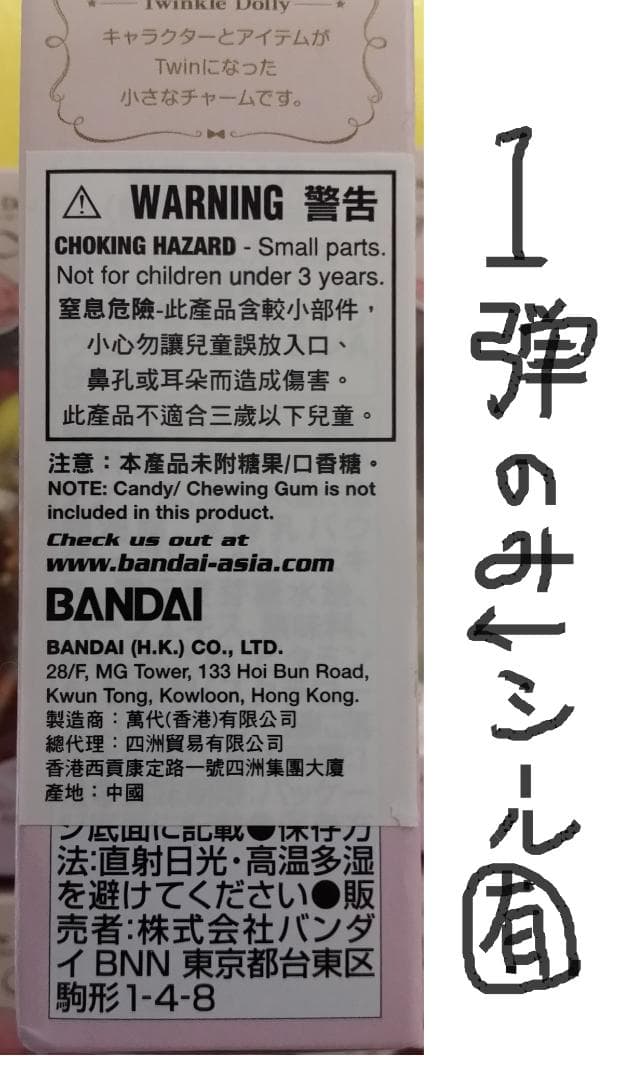 Twinkle Dolly
キャラクターとアイテムが
Twinになった
小さなチャームです。
WARNING 警告
CHOKING HAZARD - Small parts.
Not for children under 3 years.
窒息危險-此產品含較小部件，
小心勿讓兒童誤放入口、
鼻孔或耳朵而造成傷害。
此產品不適合三歲以下兒童。
注意：本產品未附糖果/口香糖。
NOTE: Candy/ Chewing Gum is not
included in this product.
Check us out at
www.bandai-asia.com
BANDAI
BANDAI (H.K.) CO., LTD.
28/F, MG Tower, 133 Hoi Bun Road,
Kwun Tong, Kowloon, Hong Kong.
製造商：萬代(香港)有限公司
總代理：四洲貿易有限公司
香港西貢康定路一號四洲集團大廈
產地：中國
ジ底面に記載●保存方
法:直射日光・高温多湿
を避けてください●販
売者:株式会社バンダ
イ BNN 東京都台東区
駒形1-4-8
1弾のみ←シール有